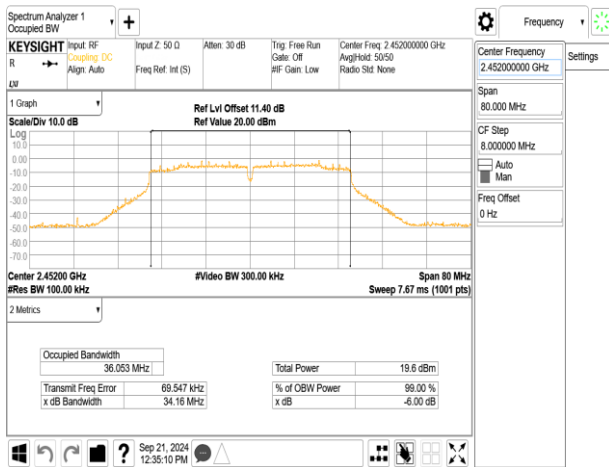 Spectrum Analyzer 1
Occupied BW
Frequency
KEYSIGHT
R
Input: RF
Coupling: DC
Align: Auto
Input Z: 50 Ω
Freq Ref: Int (S)
Atten: 30 dB
Trig: Free Run
Gate: Off
#IF Gain: Low
Center Freq: 2.452000000 GHz
Avg|Hold: 50/50
Radio Std: None
Center Frequency
2.452000000 GHz
Settings
Span
80.000 MHz
CF Step
8.000000 MHz
Auto
Man
Freq Offset
0 Hz
1 Graph
Scale/Div 10.0 dB
Ref Lvl Offset 11.40 dB
Ref Value 20.00 dBm
Log
10.0
0.00
-10.0
-20.0
-30.0
-40.0
-50.0
-60.0
-70.0
Center 2.45200 GHz
#Res BW 100.00 kHz
#Video BW 300.00 kHz
Span 80 MHz
Sweep 7.67 ms (1001 pts)
2 Metrics
Occupied Bandwidth
36.053 MHz
Transmit Freq Error 69.547 kHz
x dB Bandwidth 34.16 MHz
Total Power 19.6 dBm
% of OBW Power 99.00 %
x dB -6.00 dB
?
Sep 21, 2024
12:35:10 PM